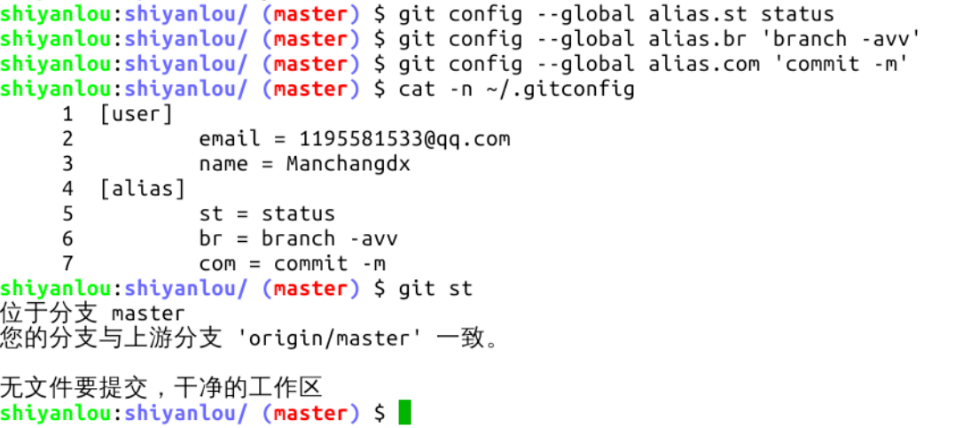 shiyanlou:shiyanlou/ (master) $ git config --global alias.st status
shiyanlou:shiyanlou/ (master) $ git config --global alias.br 'branch -avv'
shiyanlou:shiyanlou/ (master) $ git config --global alias.com 'commit -m'
shiyanlou:shiyanlou/ (master) $ cat -n ~/.gitconfig
1 [user]
2 email = 1195581533@qq.com
3 name = Manchangdx
4 [alias]
5 st = status
6 br = branch -avv
7 com = commit -m
shiyanlou:shiyanlou/ (master) $ git st
位于分支 master
您的分支与上游分支 'origin/master' 一致。
无文件要提交，干净的工作区
shiyanlou:shiyanlou/ (master) $